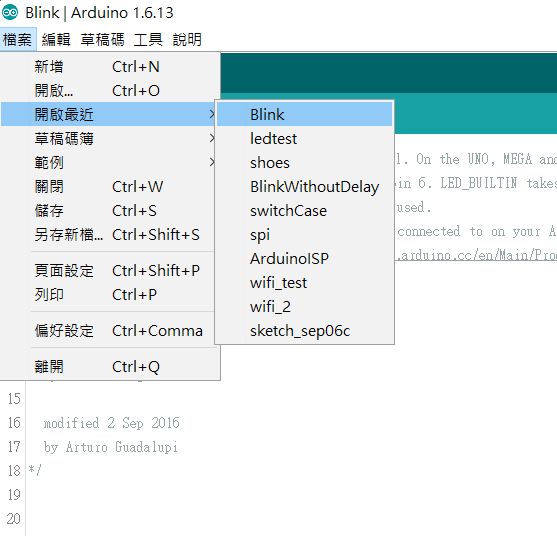 Blink | Arduino 1.6.13
檔案 編輯 草稿碼 工具 說明
新增 Ctrl+N
開啟... Ctrl+O
開啟最近
草稿碼簿
範例
關閉 Ctrl+W
儲存 Ctrl+S
另存新檔... Ctrl+Shift+S
頁面設定 Ctrl+Shift+P
列印 Ctrl+P
偏好設定 Ctrl+Comma
離開 Ctrl+Q
Blink
ledtest
shoes
BlinkWithoutDelay
switchCase
spi
ArduinoISP
wifi_test
wifi_2
sketch_sep06c
l. On the UNO, MEGA and
in 6. LED_BUILTIN takes
used.
connected to on your A
.arduino.cc/en/Main/Prod
15
16 modified 2 Sep 2016
17 by Arturo Guadalupi
18 */
19
20